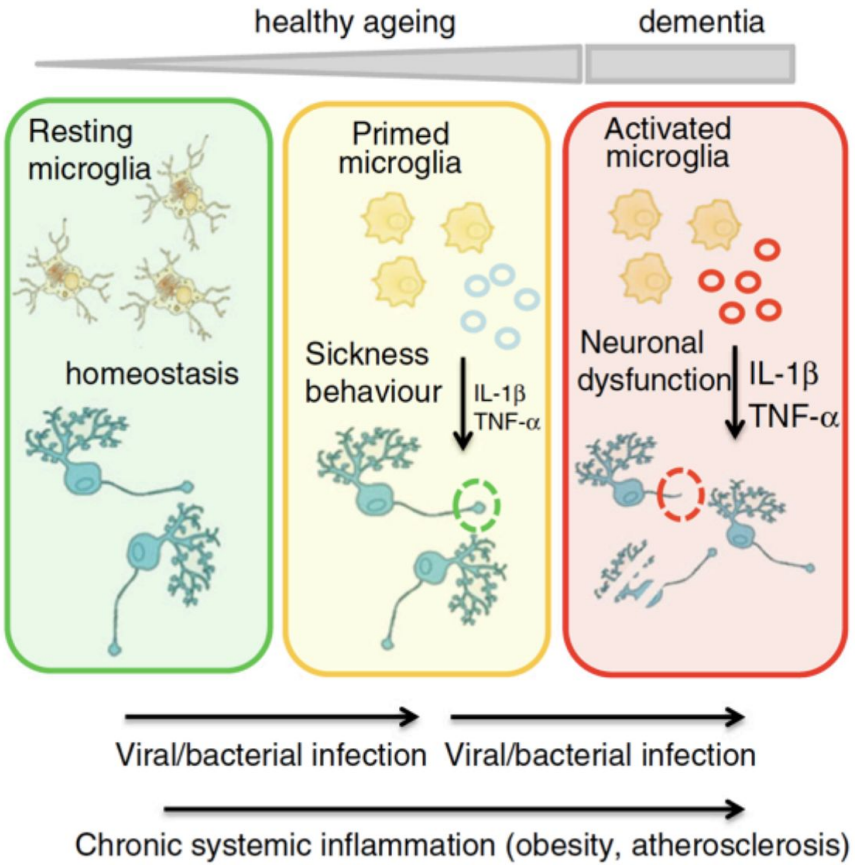 healthy ageing
dementia
Resting
microglia
homeostasis
Primed
microglia
Sickness
behaviour
IL-1β
TNF-α
Activated
microglia
Neuronal
dysfunction
IL-1β
TNF-α
Viral/bacterial infection
Viral/bacterial infection
Chronic systemic inflammation (obesity, atherosclerosis)